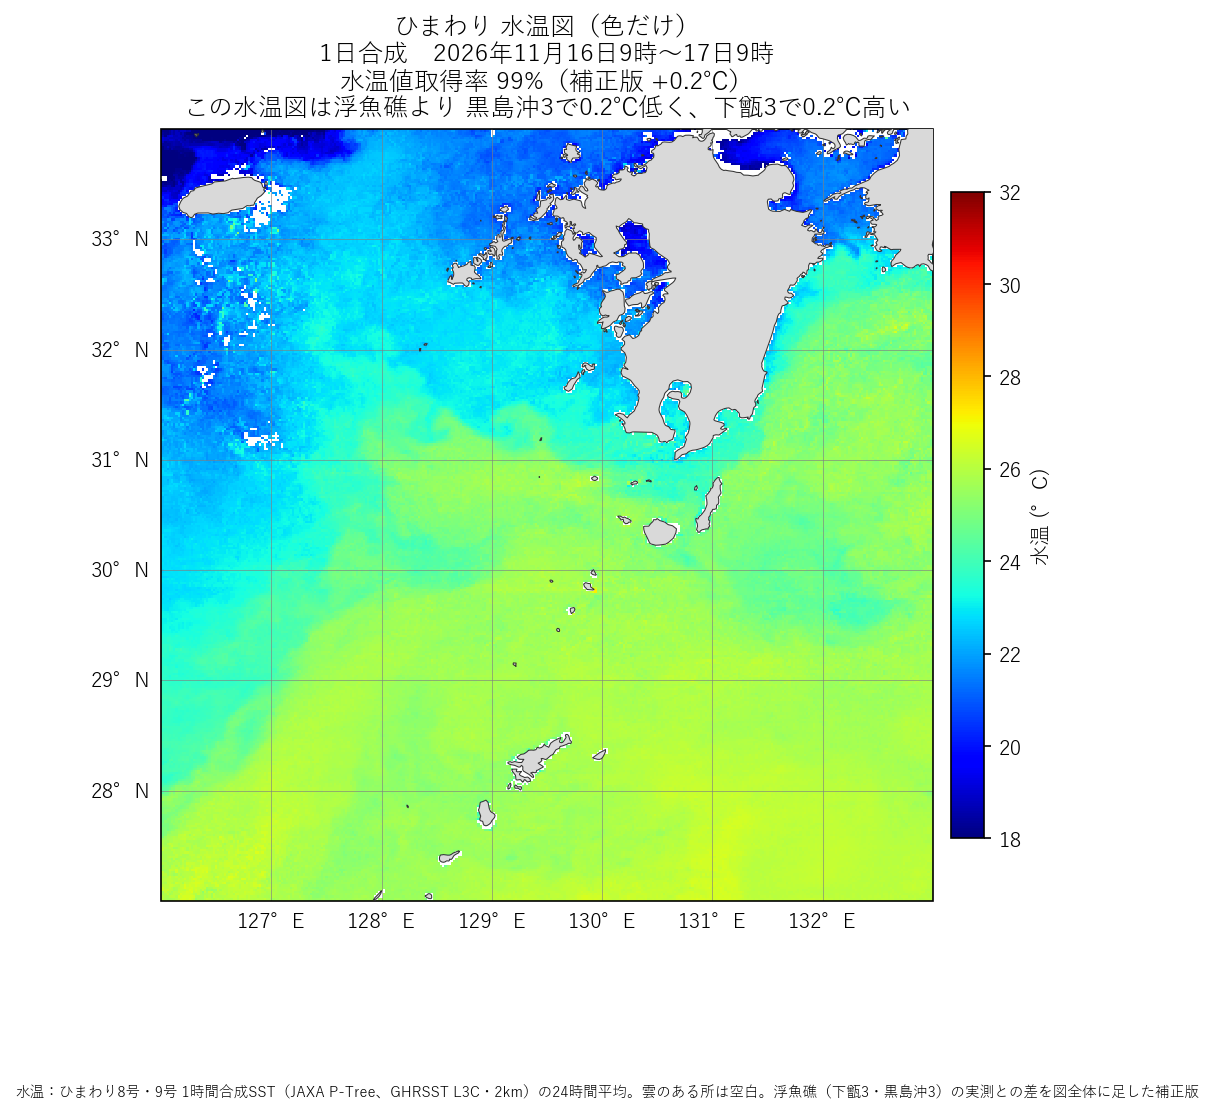 ひまわり 水温図（色だけ）
1日合成　2026年11月16日9時～17日9時
水温値取得率 99%（補正版 +0.2℃）
この水温図は浮魚礁より 黒島沖3で0.2℃低く、下甑3で0.2℃高い
33° N
32° N
31° N
30° N
29° N
28° N
127° E
128° E
129° E
130° E
131° E
132° E
32
30
28
26
24
22
20
18
水温 (° C)
水温：ひまわり8号・9号 1時間合成SST（JAXA P-Tree、GHRSST L3C・2km）の24時間平均。雲のある所は空白。浮魚礁（下甑3・黒島沖3）の実測との差を図全体に足した補正版